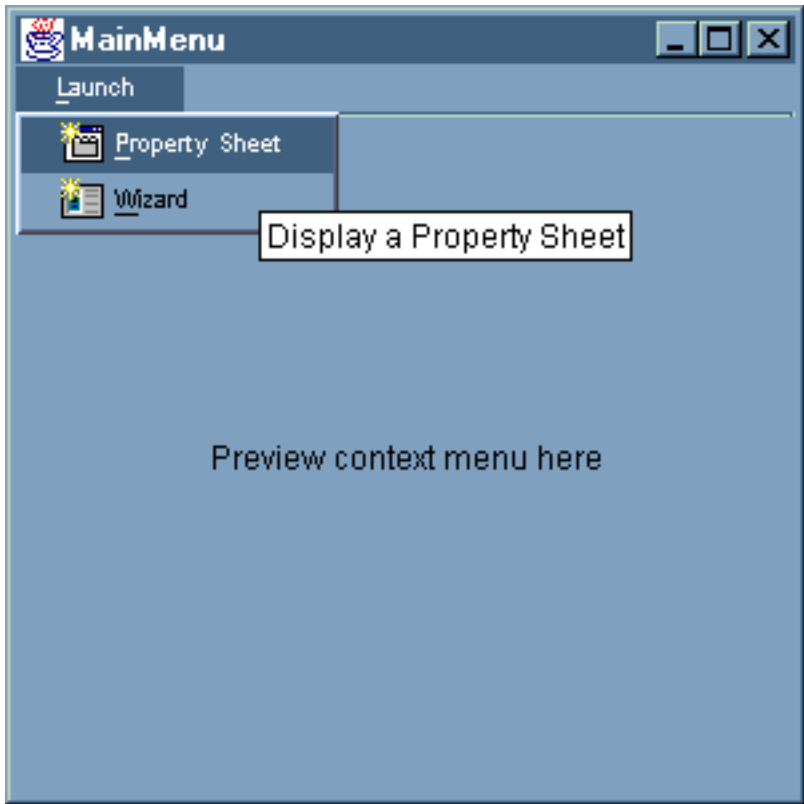 MainMenu
Launch
Property Sheet
Wizard
Display a Property Sheet
Preview context menu here